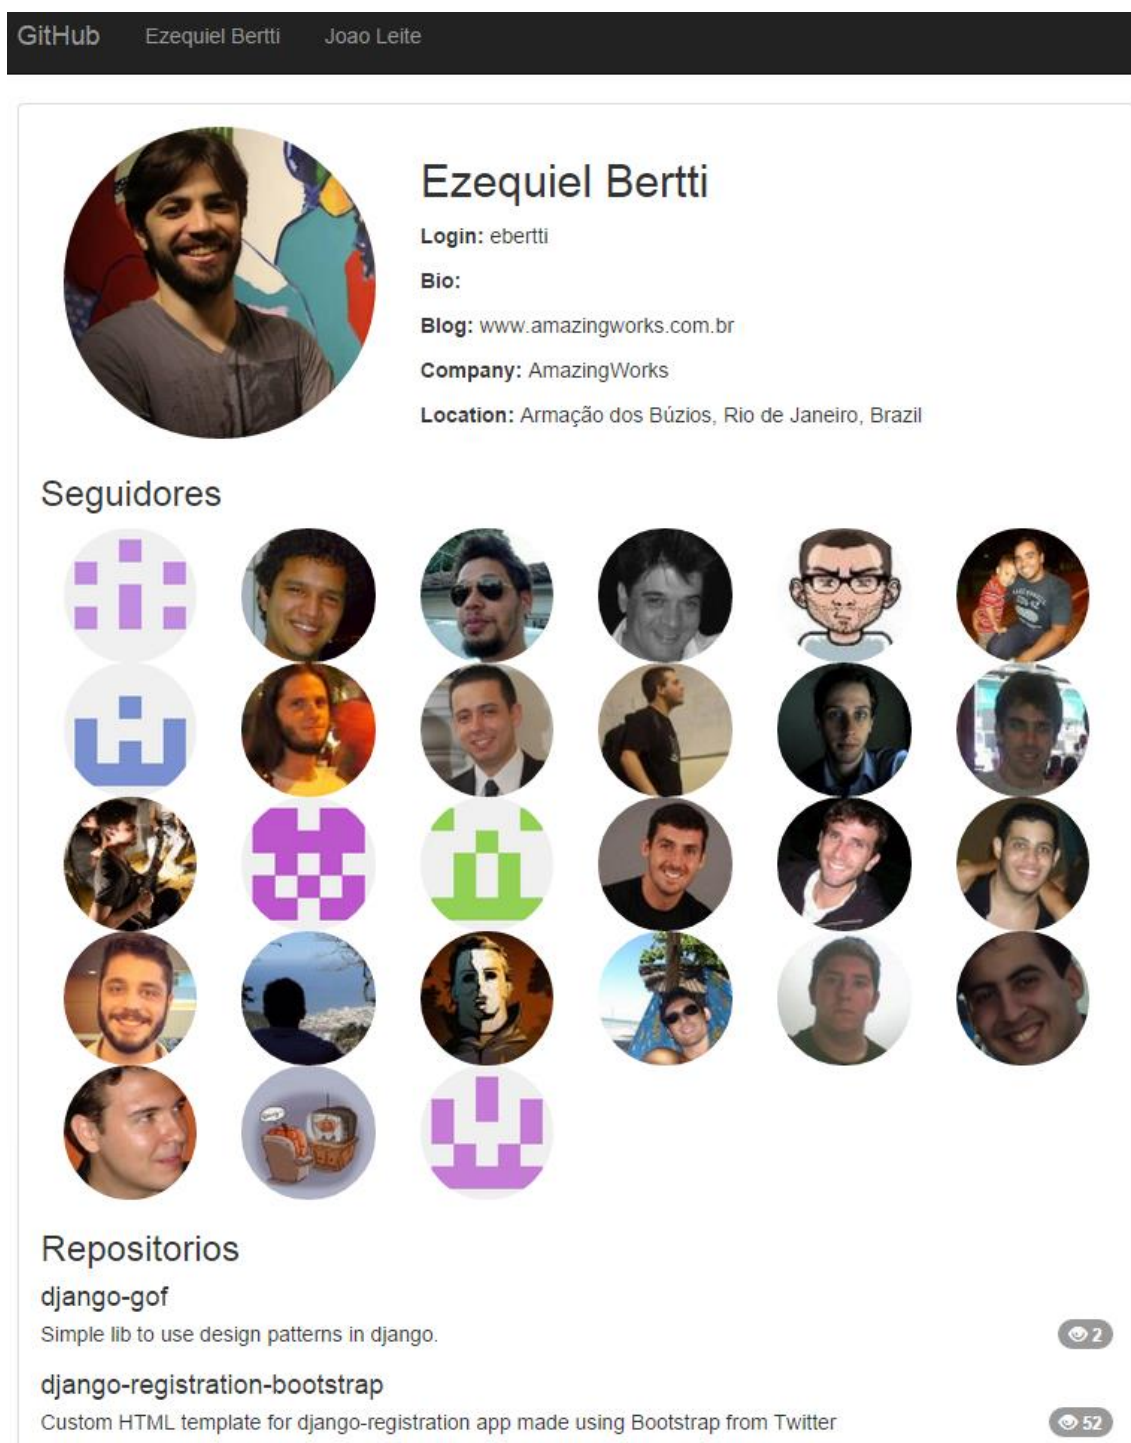 GitHub Ezequiel Bertti Joao Leite
Ezequiel Bertti
Login: ebertti
Bio:
Blog: www.amazingworks.com.br
Company: AmazingWorks
Location: Armação dos Búzios, Rio de Janeiro, Brazil
Seguidores
Repositorios
django-gof
Simple lib to use design patterns in django.
2
django-registration-bootstrap
Custom HTML template for django-registration app made using Bootstrap from Twitter
52